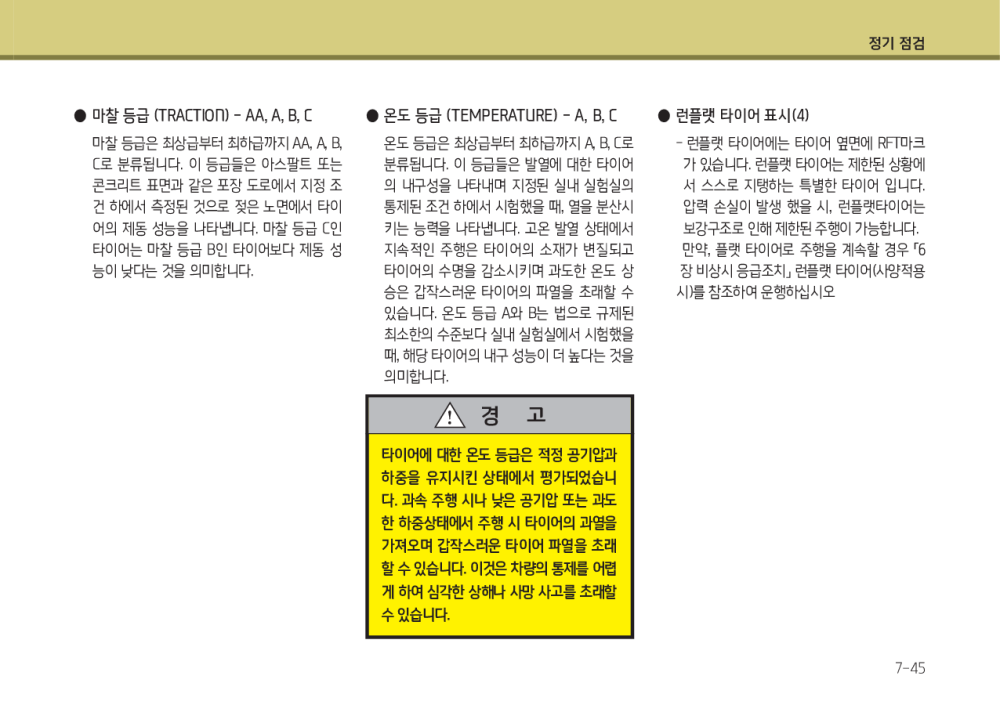 정기 점검
● 마찰 등급 (TRACTION) - AA, A, B, C
마찰 등급은 최상급부터 최하급까지 AA, A, B,
C로 분류됩니다. 이 등급들은 아스팔트 또는
콘크리트 표면과 같은 포장 도로에서 지정 조
건 하에서 측정된 것으로 젖은 노면에서 타이
어의 제동 성능을 나타냅니다. 마찰 등급 C인
타이어는 마찰 등급 B인 타이어보다 제동 성
능이 낮다는 것을 의미합니다.
● 온도 등급 (TEMPERATURE) - A, B, C
온도 등급은 최상급부터 최하급까지 A, B, C로
분류됩니다. 이 등급들은 발열에 대한 타이어
의 내구성을 나타내며 지정된 실내 실험실의
통제된 조건 하에서 시험했을 때, 열을 분산시
키는 능력을 나타냅니다. 고온 발열 상태에서
지속적인 주행은 타이어의 소재가 변질되고
타이어의 수명을 감소시키며 과도한 온도 상
승은 갑작스러운 타이어의 파열을 초래할 수
있습니다. 온도 등급 A와 B는 법으로 규제된
최소한의 수준보다 실내 실험실에서 시험했을
때, 해당 타이어의 내구 성능이 더 높다는 것을
의미합니다.
경 고
타이어에 대한 온도 등급은 적정 공기압과
하중을 유지시킨 상태에서 평가되었습니
다. 과속 주행 시나 낮은 공기압 또는 과도
한 하중상태에서 주행 시 타이어의 과열을
가져오며 갑작스러운 타이어 파열을 초래
할 수 있습니다. 이것은 차량의 통제를 어렵
게 하여 심각한 상해나 사망 사고를 초래할
수 있습니다.
● 런플랫 타이어 표시(4)
- 런플랫 타이어에는 타이어 옆면에 RFT마크
가 있습니다. 런플랫 타이어는 제한된 상황에
서 스스로 지탱하는 특별한 타이어 입니다.
압력 손실이 발생 했을 시, 런플랫타이어는
보강구조로 인해 제한된 주행이 가능합니다.
만약, 플랫 타이어로 주행을 계속할 경우 「6
장 비상시 응급조치」 런플랫 타이어(사양적용
시)를 참조하여 운행하십시오
7-45